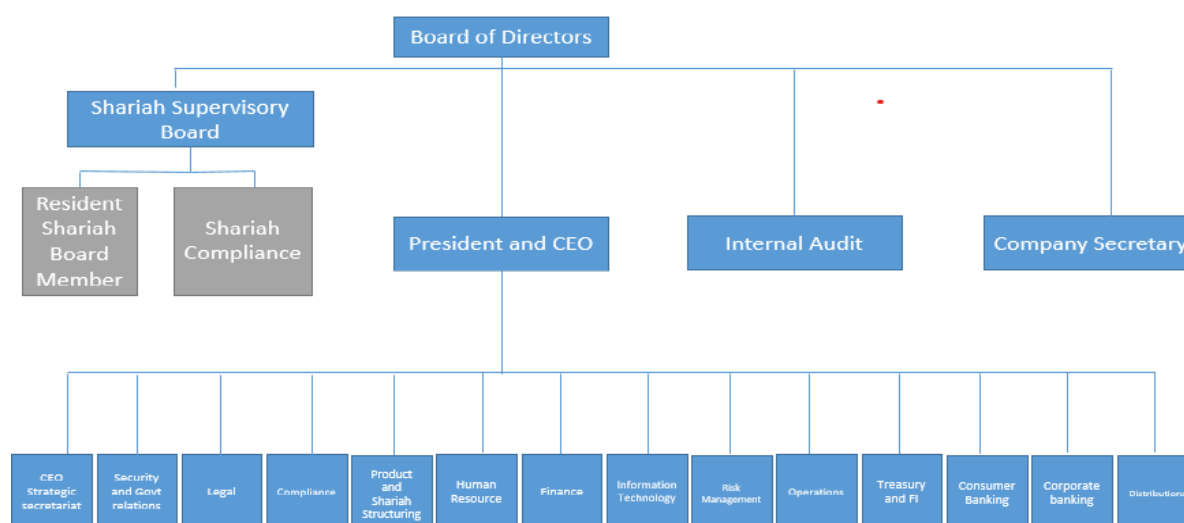 Board of Directors
Shariah Supervisory
Board
Resident
Shariah
Board
Member
Shariah
Compliance
President and CEO
Internal Audit
Company Secretary
CEO
Strategic
secretariat
Security
and Govt
relations
Legal
Compliance
Product
and
Shariah
Structuring
Human
Resource
Finance
Information
Technology
Risk
Management
Operations
Treasury
and FI
Consumer
Banking
Corporate
banking
Distributiona